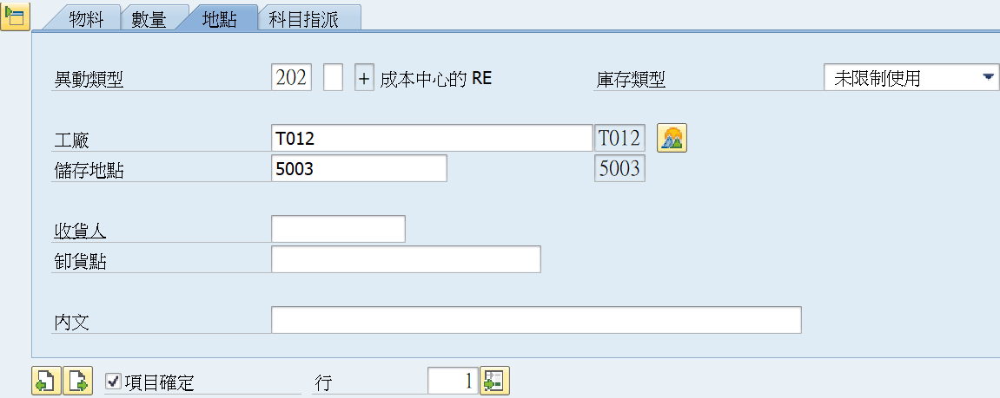 物料 數量 地點 科目指派
異動類型 202 + 成本中心的 RE 庫存類型 未限制使用
工廠 T012 T012
儲存地點 5003 5003
收貨人
卸貨點
內文
項目確定 行 1